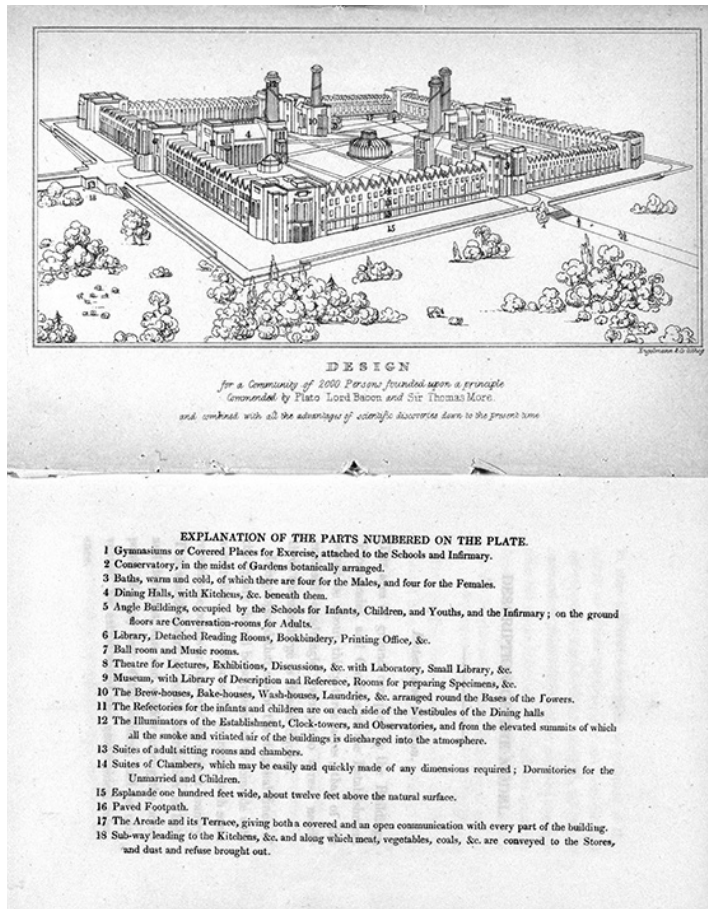 Engelmann & Co lithog
DESIGN
for a Community of 2000 Persons founded upon a principle
Commended by Plato Lord Bacon and Sir Thomas More.
and combined with all the advantages of scientific discoveries down to the present time
EXPLANATION OF THE PARTS NUMBERED ON THE PLATE.
1 Gymnasiums or Covered Places for Exercise, attached to the Schools and Infirmary.
2 Conservatory, in the midst of Gardens botanically arranged.
3 Baths, warm and cold, of which there are four for the Males, and four for the Females.
4 Dining Halls, with Kitchens, &c. beneath them.
5 Angle Buildings, occupied by the Schools for Infants, Children, and Youths, and the Infirmary; on the ground
floors are Conversation-rooms for Adults.
6 Library, Detached Reading Rooms, Bookbindery, Printing Office, &c.
7 Ball room and Music rooms.
8 Theatre for Lectures, Exhibitions, Discussions, &c. with Laboratory, Small Library, &c.
9 Museum, with Library of Description and Reference, Rooms for preparing Specimens, &c.
10 The Brew-houses, Bake-houses, Wash-houses, Laundries, &c. arranged round the Bases of the Towers.
11 The Refectories for the infants and children are on each side of the Vestibules of the Dining halls
12 The Illuminators of the Establishment, Clock-towers, and Observatories, and from the elevated summits of which
all the smoke and vitiated air of the buildings is discharged into the atmosphere.
13 Suites of adult sitting rooms and chambers.
14 Suites of Chambers, which may be easily and quickly made of any dimensions required; Dormitories for the
Unmarried and Children.
15 Esplanade one hundred feet wide, about twelve feet above the natural surface.
16 Paved Footpath.
17 The Arcade and its Terrace, giving both a covered and an open communication with every part of the building.
18 Sub-way leading to the Kitchens, &c. and along which meat, vegetables, coals, &c. are conveyed to the Stores,
and dust and refuse brought out.